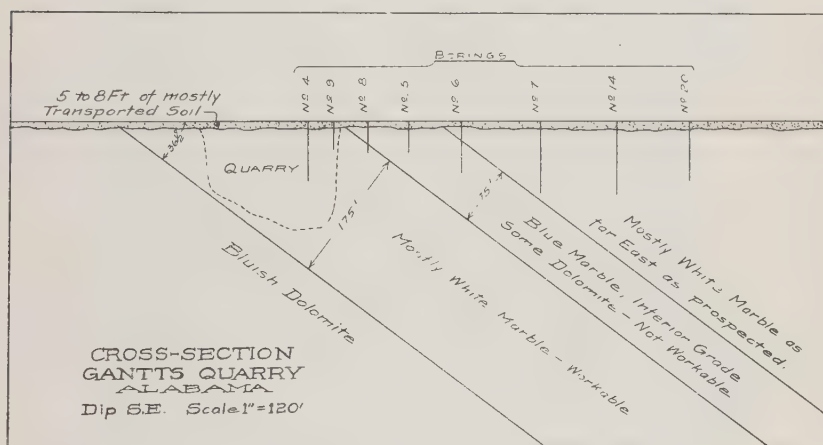 BORINGS
No 4
No 9
No 8
No 5
No 6
No 7
No 14
No 20
5 to 8 Ft of mostly
Transported Soil
36½°
QUARRY
175'
75'
Bluish Dolomite
Mostly White Marble - Workable
Blue Marble, Inferior Grade
Some Dolomite - Not Workable
Mostly White Marble as
far East as prospected.
CROSS-SECTION
GANTTS QUARRY
ALABAMA
Dip S.E. Scale 1"=120'